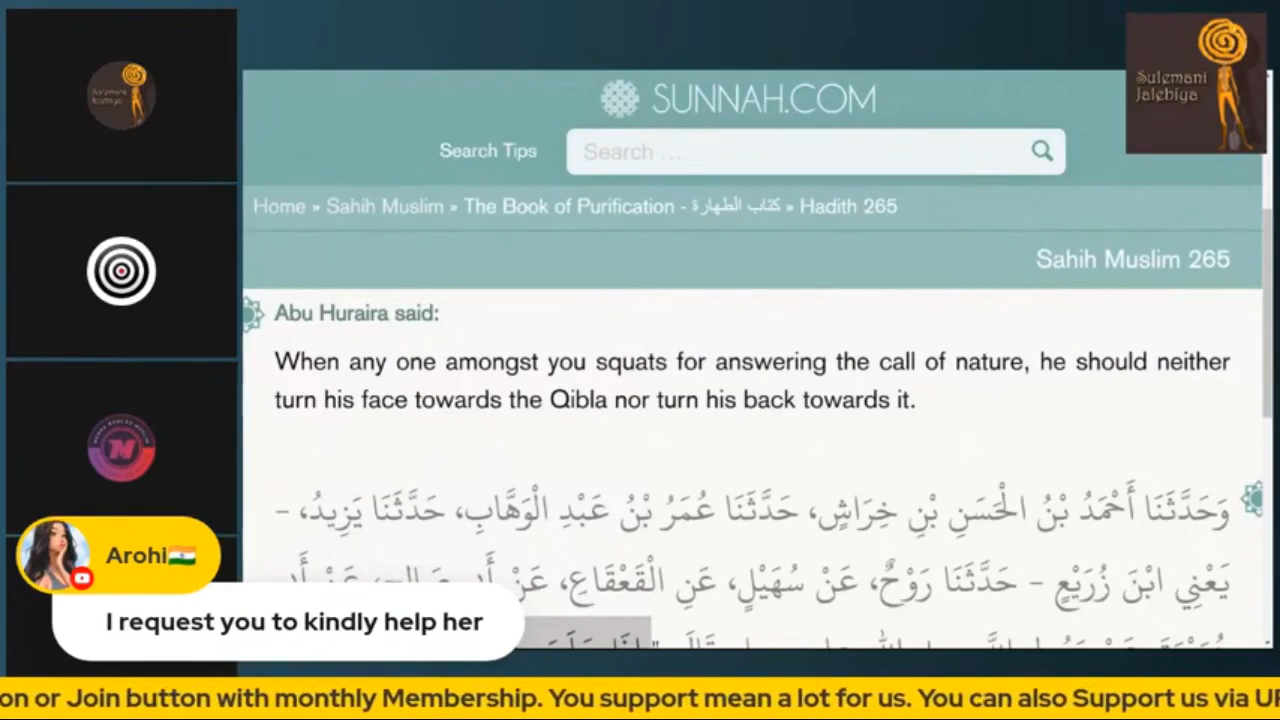 Sulemani
Jalebiya
SUNNAH.COM
Search Tips
Search ...
Home » Sahih Muslim » The Book of Purification - كتاب الطهارة » Hadith 265
Sahih Muslim 265
Abu Huraira said:
When any one amongst you squats for answering the call of nature, he should neither
turn his face towards the Qibla nor turn his back towards it.
وَحَدَّثَنَا أَحْمَدُ بْنُ الْحَسَنِ بْنِ خِرَاشٍ، حَدَّثَنَا عُمَرُ بْنُ عَبْدِ الْوَهَّابِ، حَدَّثَنَا يَزِيدُ، -
يَعْنِي ابْنَ زُرَيْعٍ - حَدَّثَنَا رَوْحٌ، عَنْ سُهَيْلٍ، عَنِ الْقَعْقَاعِ، عَنْ
Arohi🇮🇳
I request you to kindly help her
on or Join button with monthly Membership. You support mean a lot for us. You can also Support us via